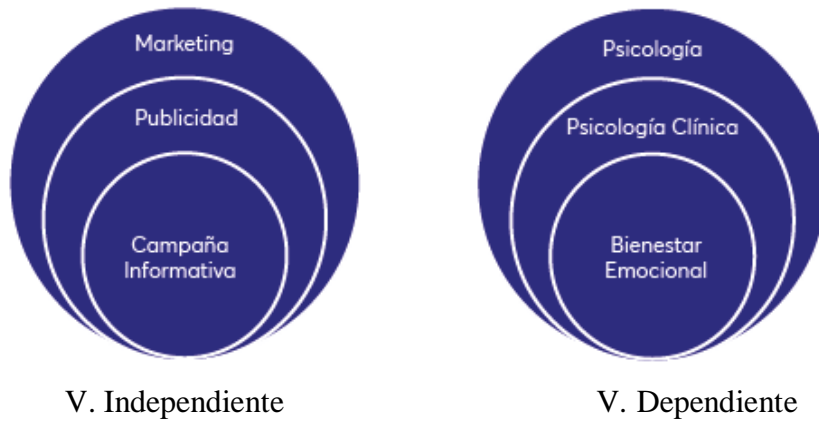 Marketing
Publicidad
Campaña
Informativa
V. Independiente
Psicología
Psicología Clínica
Bienestar
Emocional
V. Dependiente